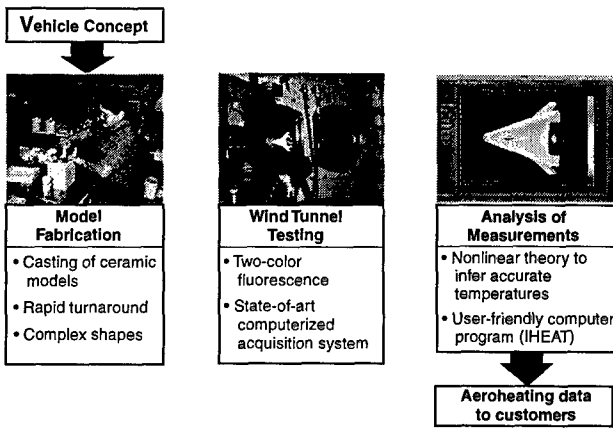 Vehicle Concept
Model
Fabrication
• Casting of ceramic
models
• Rapid turnaround
• Complex shapes
Wind Tunnel
Testing
• Two-color
fluorescence
• State-of-art
computerized
acquisition system
Analysis of
Measurements
• Nonlinear theory to
infer accurate
temperatures
• User-friendly computer
program (IHEAT)
Aeroheating data
to customers